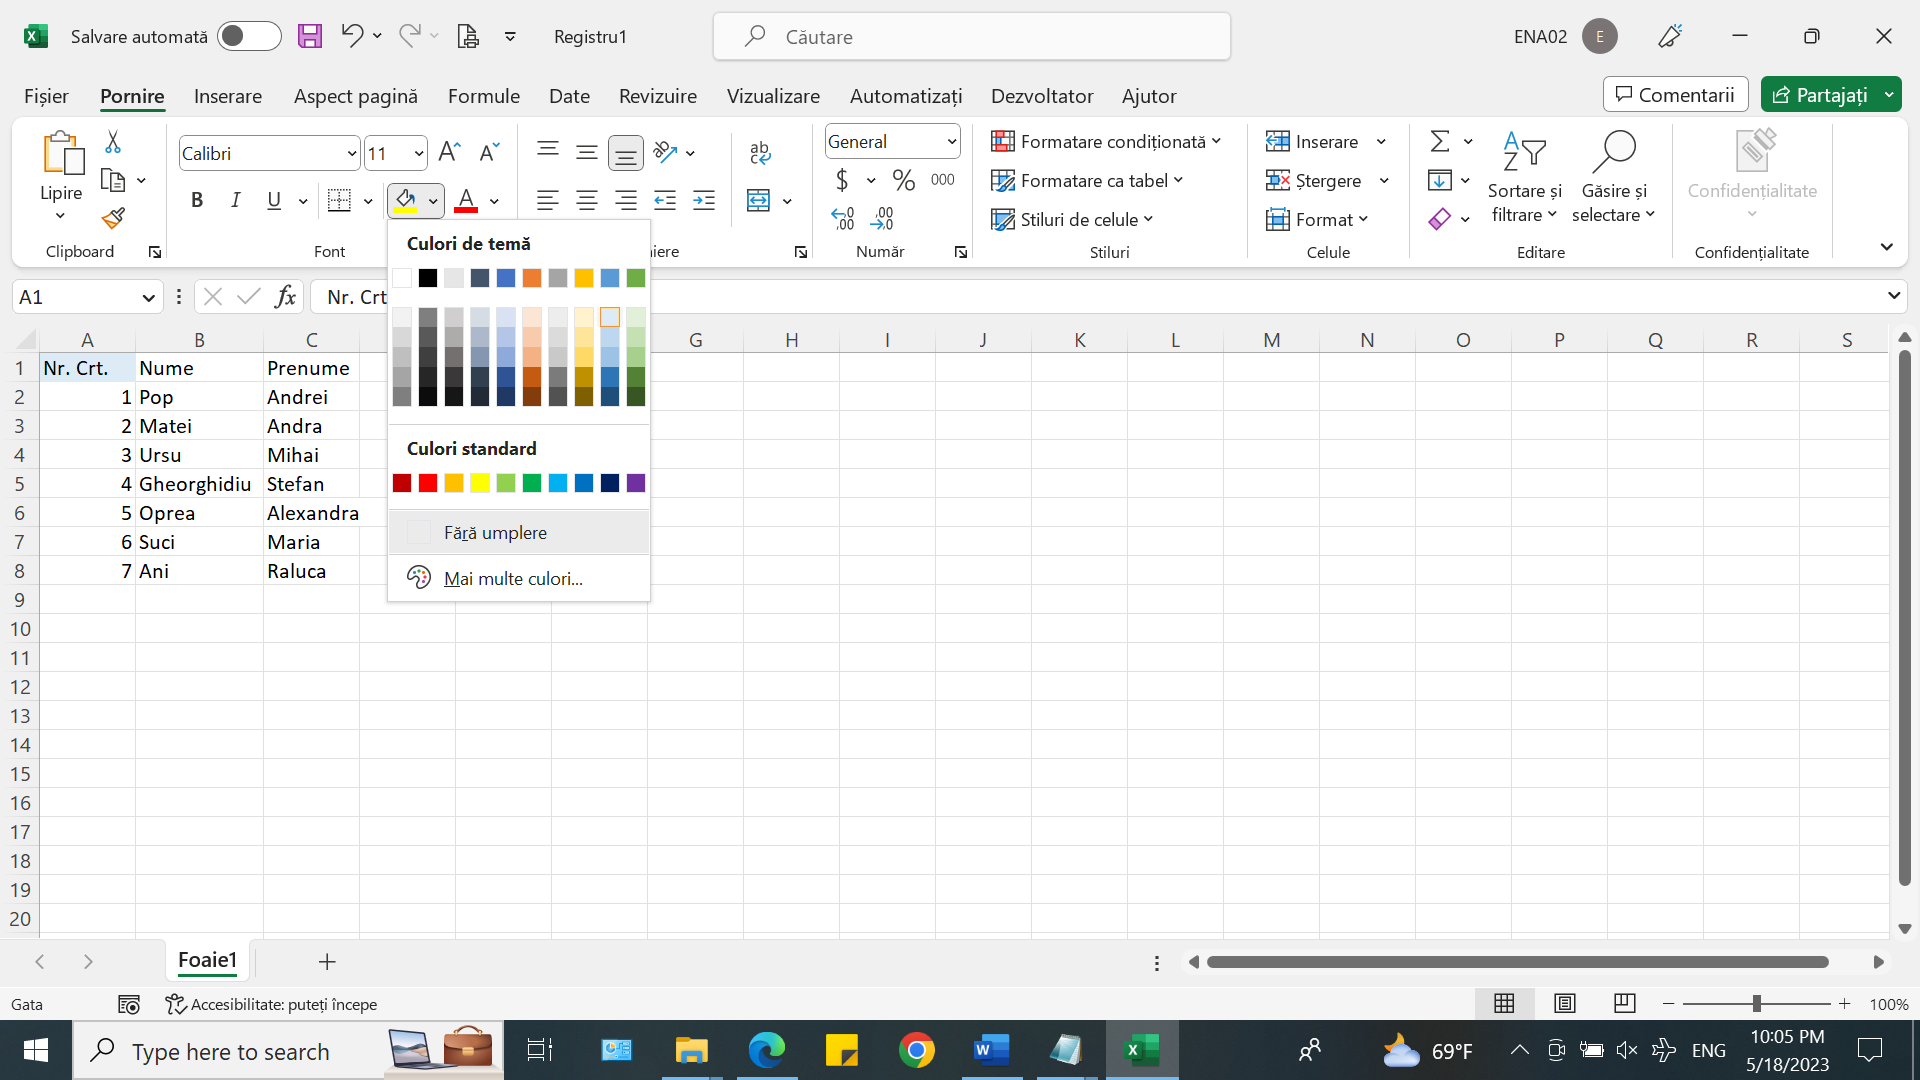 Salvare automată
Registru1
Căutare
ENA02
E
Fișier
Pornire
Inserare
Aspect pagină
Formule
Date
Revizuire
Vizualizare
Automatizați
Dezvoltator
Ajutor
Comentarii
Partajați
Lipire
Clipboard
Calibri
11
B I U
Font
General
$ % 000
Număr
Formatare condiționată
Formatare ca tabel
Stiluri de celule
Stiluri
Inserare
Ștergere
Format
Celule
Sortare și
filtrare
Găsire și
selectare
Editare
Confidențialitate
Confidențialitate
A1
fx
Nr. Crt
Culori de temă
Culori standard
Fără umplere
Mai multe culori...
A B C G H I J K L M N O P Q R S
1 Nr. Crt. Nume Prenume
2 1 Pop Andrei
3 2 Matei Andra
4 3 Ursu Mihai
5 4 Gheorghidiu Stefan
6 5 Oprea Alexandra
7 6 Suci Maria
8 7 Ani Raluca
9
10
11
12
13
14
15
16
17
18
19
20
Foaie1
Gata
Accesibilitate: puteți începe
100%
Type here to search
69°F
ENG
10:05 PM
5/18/2023